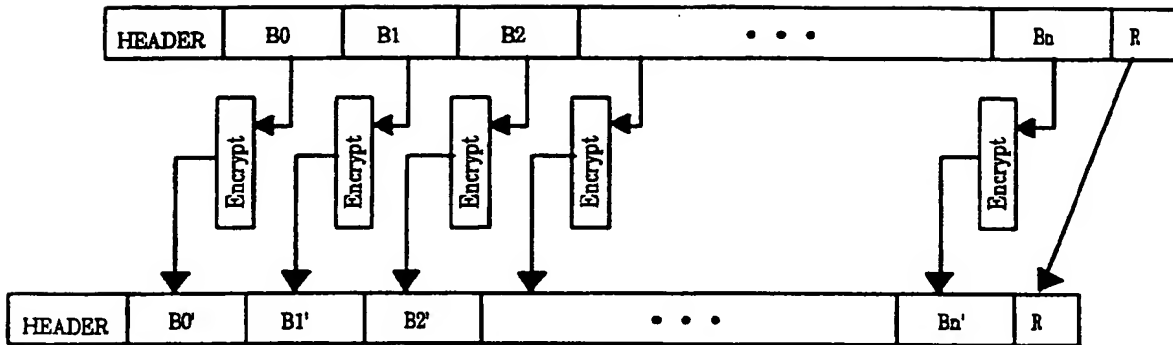 HEADER B0 B1 B2 • • • Bn R
Encrypt Encrypt Encrypt Encrypt Encrypt
HEADER B0' B1' B2' • • • Bn' R